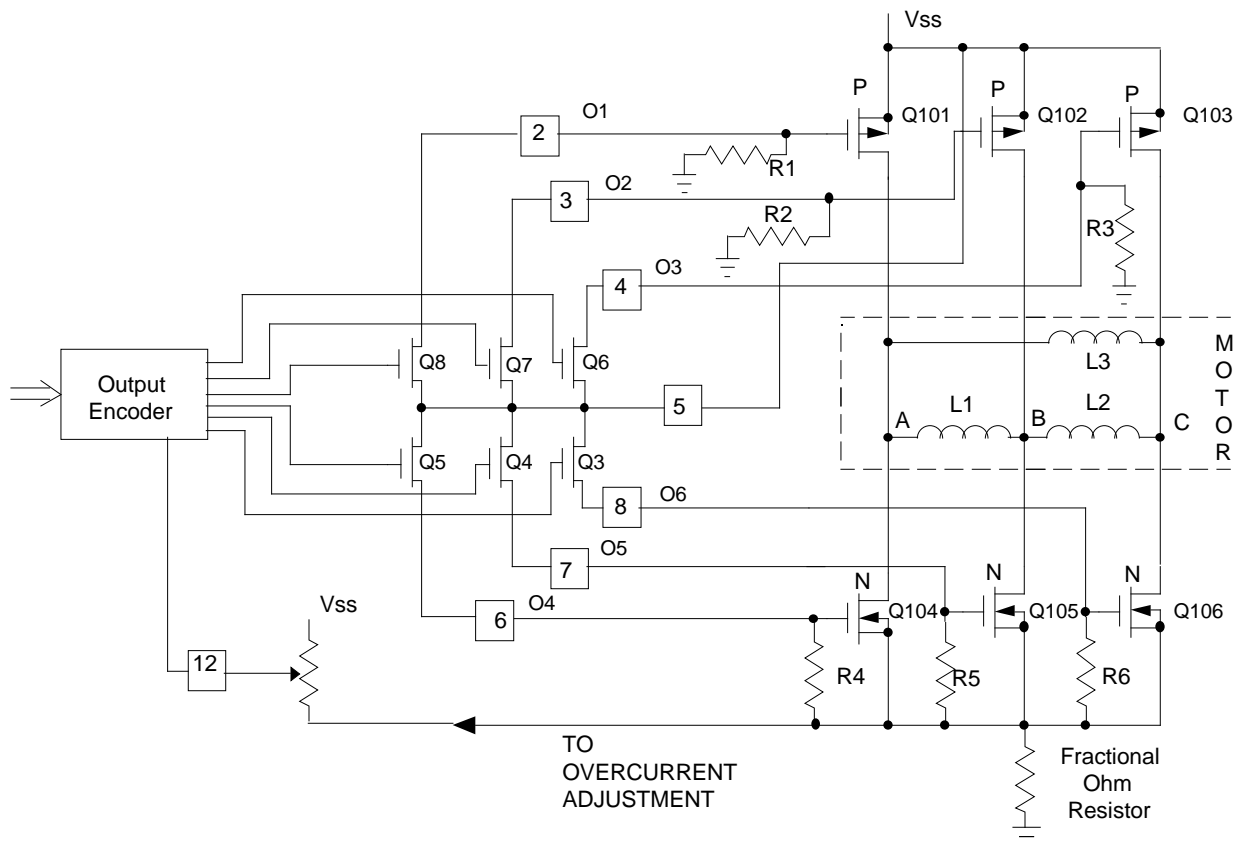 Vss
P
Q101
P
Q102
P
Q103
2
O1
R1
3
O2
R2
R3
4
O3
Output
Encoder
Q8
Q7
Q6
5
MOTOR
L3
A
L1
B
L2
C
Q5
Q4
Q3
8
O6
7
O5
6
O4
N
Q104
N
Q105
N
Q106
Vss
12
R4
R5
R6
TO
OVERCURRENT
ADJUSTMENT
Fractional
Ohm
Resistor